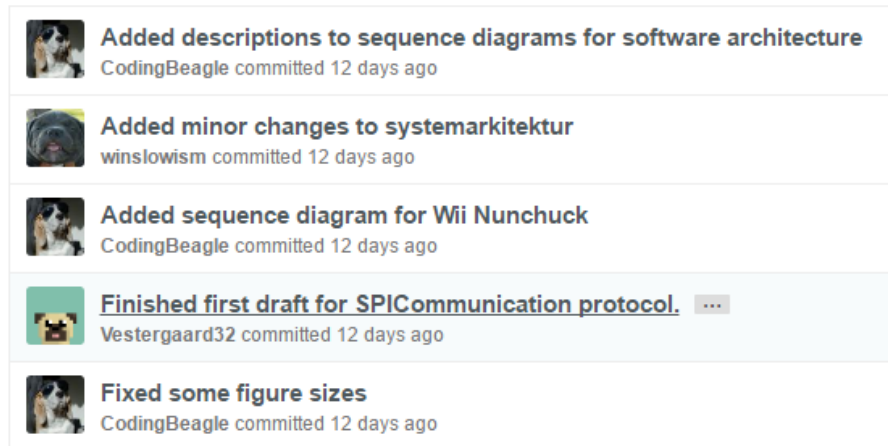 Added descriptions to sequence diagrams for software architecture
CodingBeagle committed 12 days ago
Added minor changes to systemarkitektur
winslowism committed 12 days ago
Added sequence diagram for Wii Nunchuck
CodingBeagle committed 12 days ago
Finished first draft for SPICommunication protocol. ...
Vestergaard32 committed 12 days ago
Fixed some figure sizes
CodingBeagle committed 12 days ago